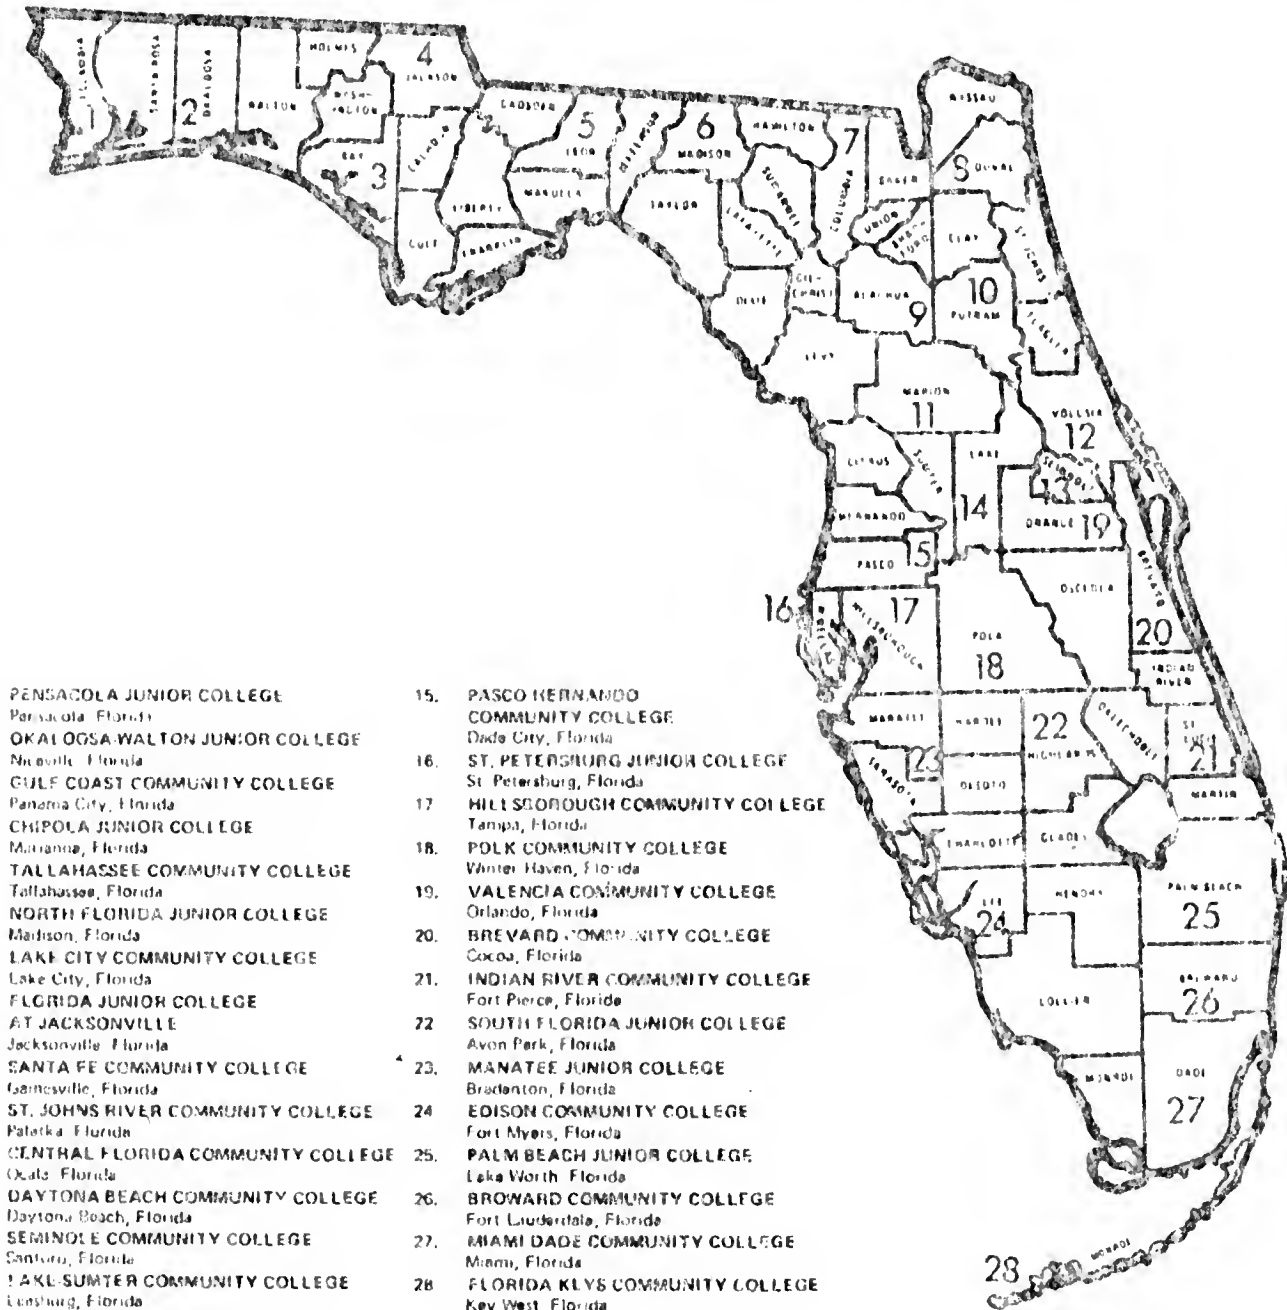 HOLMES
4
JACKSON
SANTA ROSA
1
2
WALTON
GADSDEN
5
LEON
JEFFERSON
6
MADISON
HAMILTON
7
COLUMBIA
BAKER
NASSAU
8
DUVAL
BAY
3
CALHOUN
LIBERTY
GULF
FRANKLIN
TAYLOR
LAFAYETTE
SUWANNEE
UNION
CLAY
ST JOHNS
DIXIE
GIL-
CHRIST
ALACHUA
9
10
PUTNAM
FLAGLER
LEVY
MARION
11
VOLUSIA
12
CITRUS
SUMTER
LAKE
13
14
HERNANDO
ORANGE
19
PASCO
15
OSCEOLA
BREVARD
16
17
HILLSBOROUGH
POLK
18
20
INDIAN
RIVER
MANATEE
HARDEE
22
HIGHLANDS
ST.
21
23
SARASOTA
DESOTO
MARTIN
CHARLOTTE
GLADES
LEE
24
HENDRY
PALM BEACH
25
COLLIER
BROWARD
26
MONROE
DADE
27
28
MONROE
PENSACOLA JUNIOR COLLEGE
Pensacola Florida
OKALOOSA-WALTON JUNIOR COLLEGE
Niceville, Florida
GULF COAST COMMUNITY COLLEGE
Panama City, Florida
CHIPOLA JUNIOR COLLEGE
Marianna, Florida
TALLAHASSEE COMMUNITY COLLEGE
Tallahassee, Florida
NORTH FLORIDA JUNIOR COLLEGE
Madison, Florida
LAKE CITY COMMUNITY COLLEGE
Lake City, Florida
FLORIDA JUNIOR COLLEGE
AT JACKSONVILLE
Jacksonville Florida
SANTA FE COMMUNITY COLLEGE
Gainesville, Florida
ST. JOHNS RIVER COMMUNITY COLLEGE
Palatka Florida
CENTRAL FLORIDA COMMUNITY COLLEGE
Ocala Florida
DAYTONA BEACH COMMUNITY COLLEGE
Daytona Beach, Florida
SEMINOLE COMMUNITY COLLEGE
Sanford, Florida
LAKE-SUMTER COMMUNITY COLLEGE
Leesburg, Florida
15. PASCO HERNANDO
COMMUNITY COLLEGE
Dade City, Florida
16. ST. PETERSBURG JUNIOR COLLEGE
St. Petersburg, Florida
17 HILLSBOROUGH COMMUNITY COLLEGE
Tampa, Florida
18. POLK COMMUNITY COLLEGE
Winter Haven, Florida
19. VALENCIA COMMUNITY COLLEGE
Orlando, Florida
20. BREVARD COMMUNITY COLLEGE
Cocoa, Florida
21. INDIAN RIVER COMMUNITY COLLEGE
Fort Pierce, Florida
22 SOUTH FLORIDA JUNIOR COLLEGE
Avon Park, Florida
23. MANATEE JUNIOR COLLEGE
Bradenton, Florida
24 EDISON COMMUNITY COLLEGE
Fort Myers, Florida
25. PALM BEACH JUNIOR COLLEGE
Lake Worth Florida
26. BROWARD COMMUNITY COLLEGE
Fort Lauderdale, Florida
27. MIAMI DADE COMMUNITY COLLEGE
Miami, Florida
28 FLORIDA KEYS COMMUNITY COLLEGE
Key West Florida